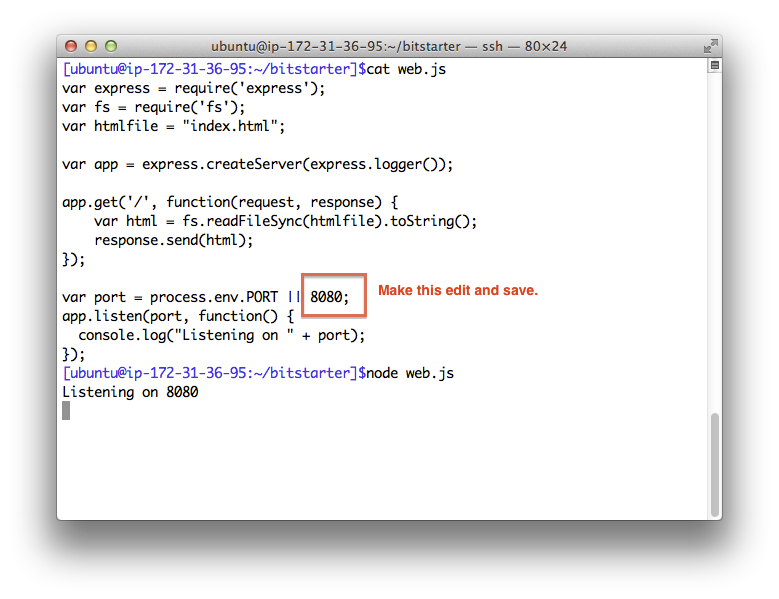 ubuntu@ip-172-31-36-95:~/bitstarter — ssh — 80×24
[ubuntu@ip-172-31-36-95:~/bitstarter]$cat web.js
var express = require('express');
var fs = require('fs');
var htmlfile = "index.html";
var app = express.createServer(express.logger());
app.get('/', function(request, response) {
    var html = fs.readFileSync(htmlfile).toString();
    response.send(html);
});
var port = process.env.PORT || 8080; Make this edit and save.
app.listen(port, function() {
  console.log("Listening on " + port);
});
[ubuntu@ip-172-31-36-95:~/bitstarter]$node web.js
Listening on 8080